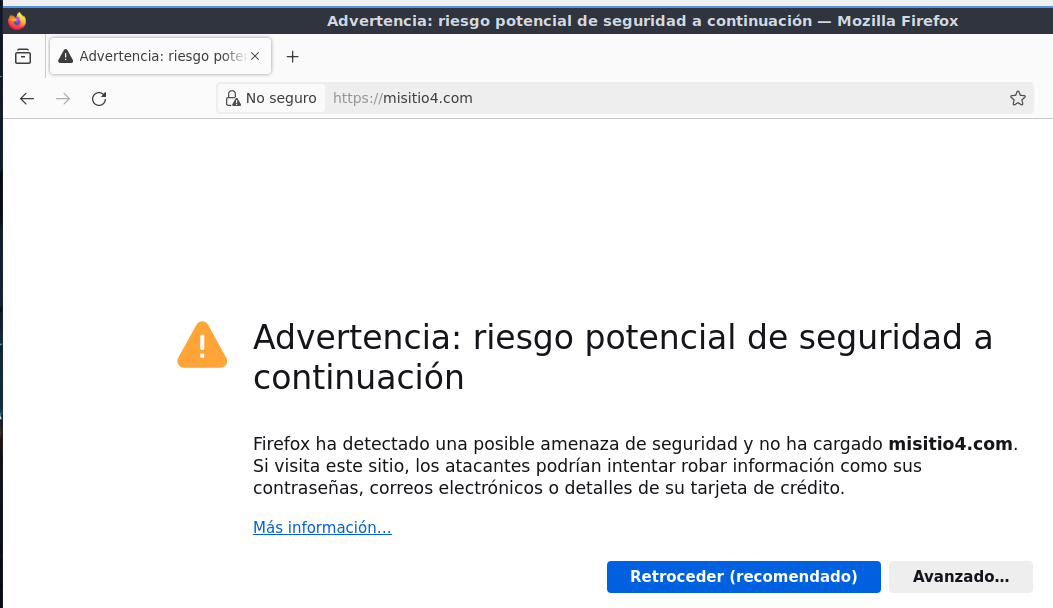 Advertencia: riesgo potencial de seguridad a continuación — Mozilla Firefox
Advertencia: riesgo pote
No seguro https://misitio4.com
Advertencia: riesgo potencial de seguridad a
continuación
Firefox ha detectado una posible amenaza de seguridad y no ha cargado misitio4.com.
Si visita este sitio, los atacantes podrían intentar robar información como sus
contraseñas, correos electrónicos o detalles de su tarjeta de crédito.
Más información...
Retroceder (recomendado) Avanzado...